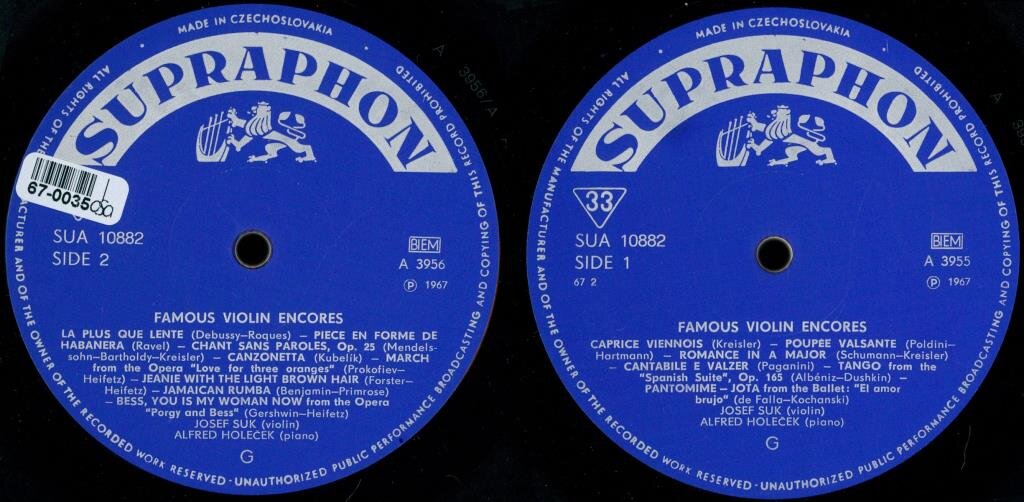 MADE IN CZECHOSLOVAKIA
SUPRAPHON
67-0035
SUA 10882
SIDE 2
BIEM
A 3956
Ⓟ 1967
FAMOUS VIOLIN ENCORES
LA PLUS QUE LENTE (Debussy-Roques) — PIECE EN FORME DE
HABANERA (Ravel) — CHANT SANS PAROLES, Op. 25 (Mendels-
sohn-Bartholdy-Kreisler) — CANZONETTA (Kubelík) — MARCH
from the Opera "Love for three oranges" (Prokofiev-
Heifetz) — JEANIE WITH THE LIGHT BROWN HAIR (Forster-
Heifetz) — JAMAICAN RUMBA (Benjamin-Primrose)
— BESS, YOU IS MY WOMAN NOW from the Opera
"Porgy and Bess" (Gershwin-Heifetz)
JOSEF SUK (violin)
ALFRED HOLEČEK (piano)
G
ALL RIGHTS OF THE
ACTURER AND OF THE OWNER OF THE RECORDED WORK RESERVED - UNAUTHORIZED PUBLIC PERFORMANCE BROADCASTING AND COPYING OF THIS RECORD PROHIBITED
A 3956/A
MADE IN CZECHOSLOVAKIA
SUPRAPHON
33
SUA 10882
SIDE 1
67 2
BIEM
A 3955
Ⓟ 1967
FAMOUS VIOLIN ENCORES
CAPRICE VIENNOIS (Kreisler) — POUPÉE VALSANTE (Poldini-
Hartmann) — ROMANCE IN A MAJOR (Schumann-Kreisler)
— CANTABILE E VALZER (Paganini) — TANGO from the
"Spanish Suite", Op. 165 (Albéniz-Dushkin) —
PANTOMIME — JOTA from the Ballet: "El amor
brujo" (de Falla-Kochanski)
JOSEF SUK (violin)
ALFRED HOLEČEK (piano)
G
ALL RIGHTS OF THE MANUFACTURER AND OF THE OWNER OF THE RECORDED WORK RESERVED - UNAUTHORIZED PUBLIC PERFORMANCE BROADCASTING AND COPYING OF THIS RECORD PROHIBITED